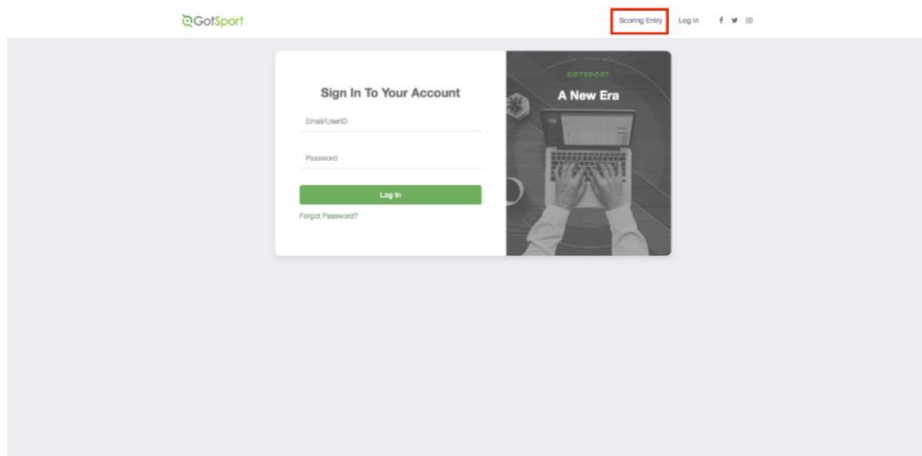 GotSport
Scoring Entry Log In
Sign In To Your Account
Email/UserID
Password
Log In
Forgot Password?
GOTSPORT
A New Era